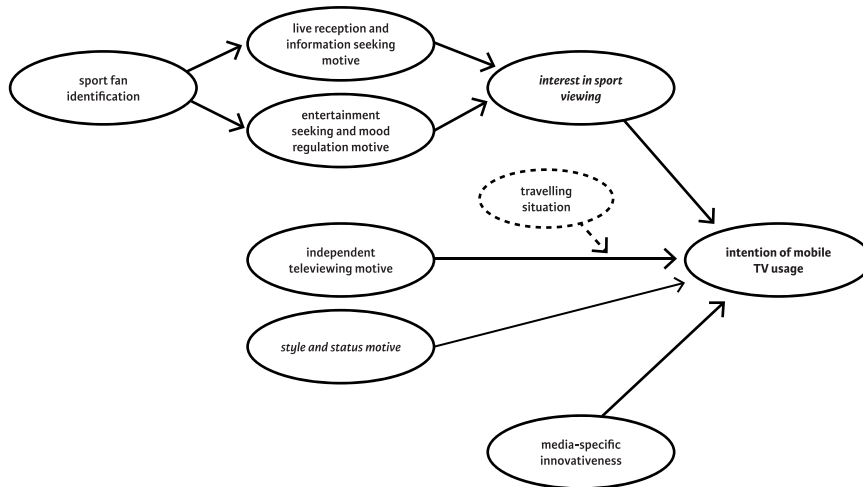 live reception and
information seeking
motive
sport fan
identification
interest in sport
viewing
entertainment
seeking and mood
regulation motive
travelling
situation
independent
televiewing motive
intention of mobile
TV usage
style and status motive
media-specific
innovativeness